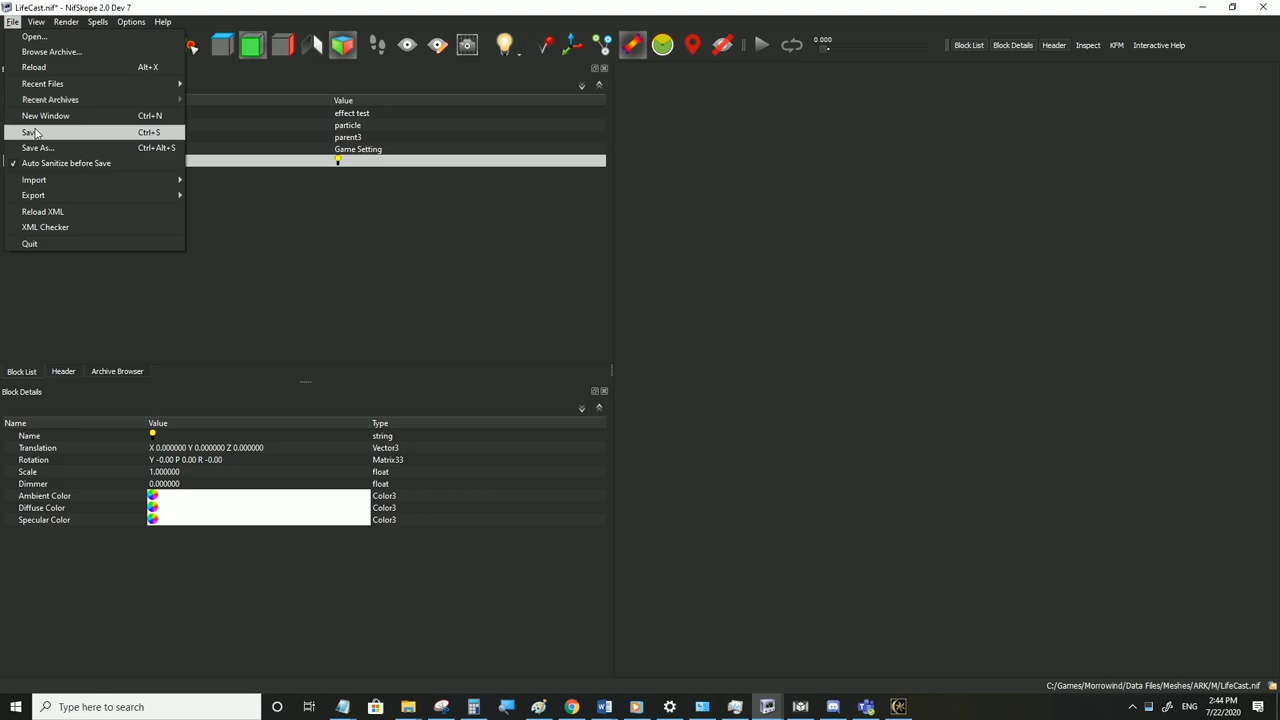 LifeCast.nif* - NifSkope 2.0 Dev 7
File View Render Spells Options Help
Open...
Browse Archive...
Reload Alt+X
Recent Files
Recent Archives
New Window Ctrl+N
Save Ctrl+S
Save As... Ctrl+Alt+S
Auto Sanitize before Save
Import
Export
Reload XML
XML Checker
Quit
0.000
Block List Block Details Header Inspect KFM Interactive Help
Value
effect test
particle
parent3
Game Setting
Block List Header Archive Browser
Block Details
Name Value Type
Name string
Translation X 0.000000 Y 0.000000 Z 0.000000 Vector3
Rotation Y -0.00 P 0.00 R -0.00 Matrix33
Scale 1.000000 float
Dimmer 0.000000 float
Ambient Color Color3
Diffuse Color Color3
Specular Color Color3
C:/Games/Morrowind/Data Files/Meshes/ARK/M/LifeCast.nif
Type here to search
ENG
2:44 PM
7/22/2020